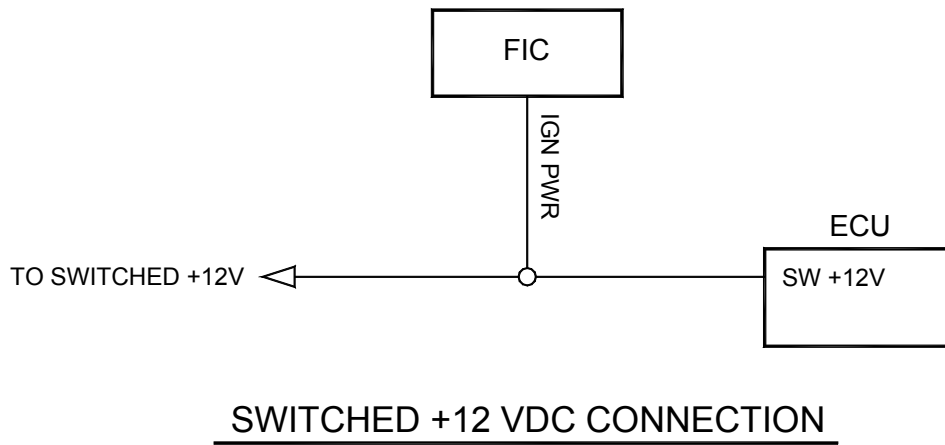 FIC
IGN PWR
ECU
TO SWITCHED +12V
SW +12V
SWITCHED +12 VDC CONNECTION